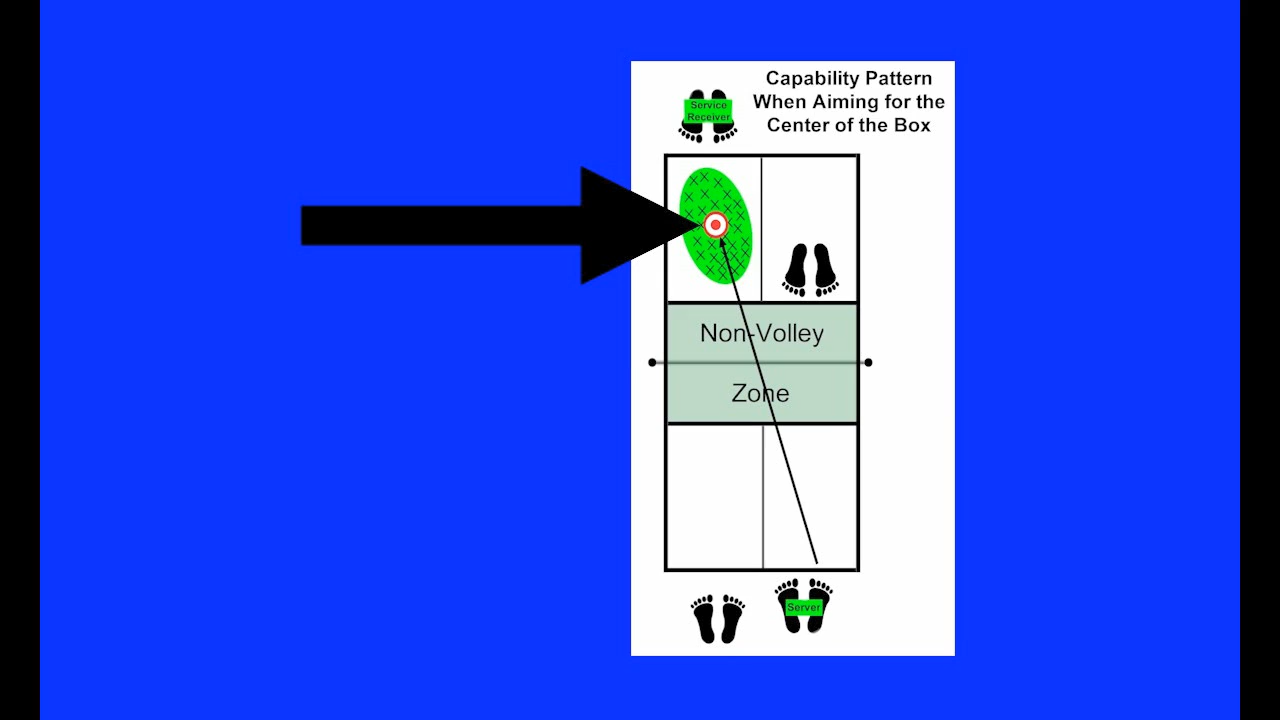 Capability Pattern
When Aiming for the
Center of the Box
Service
Receiver
Non-Volley
Zone
Server